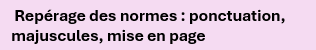 Repérage des normes : ponctuation,
majuscules, mise en page